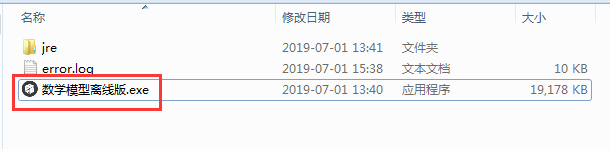 名称 修改日期 类型 大小
jre 2019-07-01 13:41 文件夹
error.log 2019-07-01 15:38 文本文档 10 KB
数学模型离线版.exe 2019-07-01 13:40 应用程序 19,178 KB